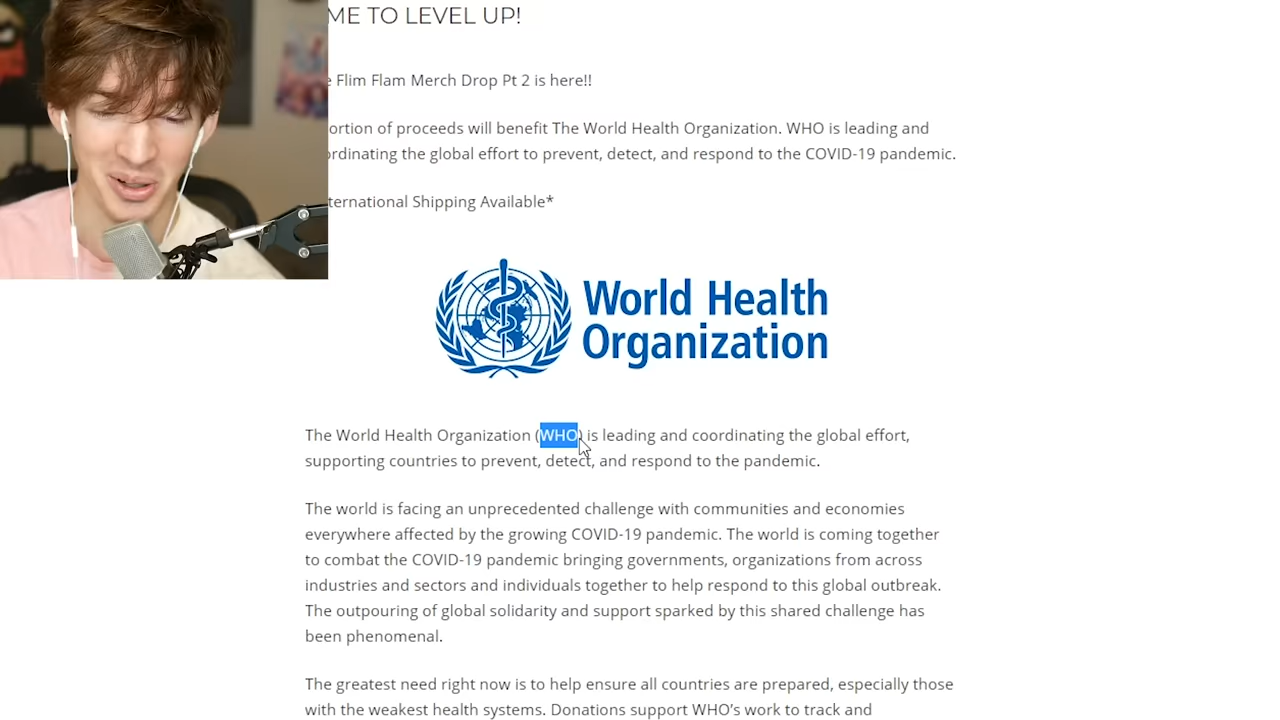 ME TO LEVEL UP!
Flim Flam Merch Drop Pt 2 is here!!
ortion of proceeds will benefit The World Health Organization. WHO is leading and
ordinating the global effort to prevent, detect, and respond to the COVID-19 pandemic.
ternational Shipping Available*
World Health
Organization
The World Health Organization (WHO) is leading and coordinating the global effort,
supporting countries to prevent, detect, and respond to the pandemic.
The world is facing an unprecedented challenge with communities and economies
everywhere affected by the growing COVID-19 pandemic. The world is coming together
to combat the COVID-19 pandemic bringing governments, organizations from across
industries and sectors and individuals together to help respond to this global outbreak.
The outpouring of global solidarity and support sparked by this shared challenge has
been phenomenal.
The greatest need right now is to help ensure all countries are prepared, especially those
with the weakest health systems. Donations support WHO's work to track and